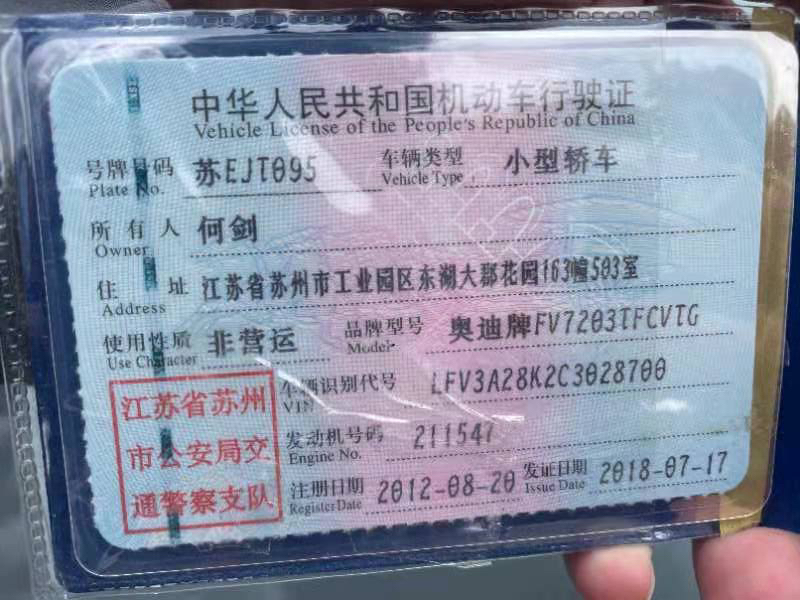 中华人民共和国机动车行驶证
Vehicle License of the People's Republic of China
号牌号码 苏EJT095 车辆类型 小型轿车
Plate No. Vehicle Type
所有人 何剑
Owner
住址 江苏省苏州市工业园区东湖大郡花园163幢503室
Address
使用性质 非营运 品牌型号 奥迪牌FV7203TFCVTG
Use Character Model
江苏省苏州 车辆识别代号 LFV3A28K2C3028700
VIN
市公安局交 发动机号码 211547
Engine No.
通警察支队 注册日期 2012-08-20 发证日期 2018-07-17
Register Date Issue Date